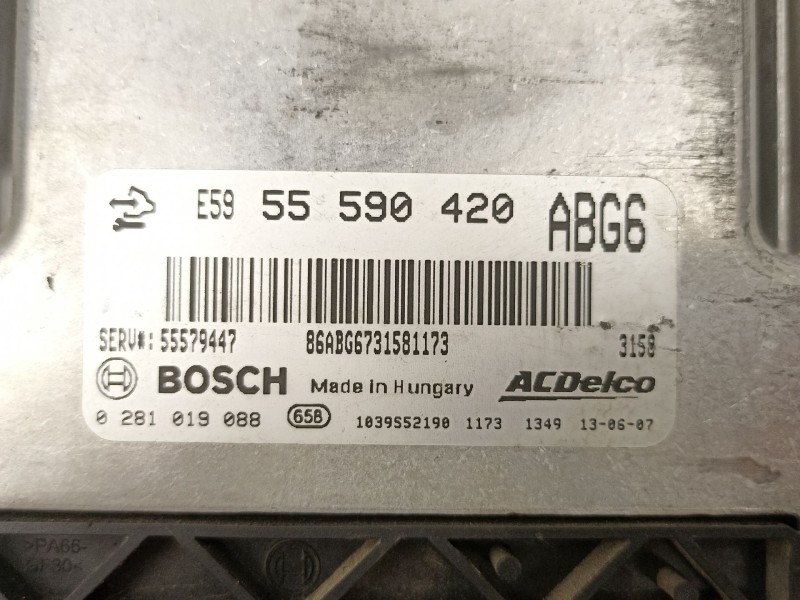 E59 55 590 420 ABG6
SERV#: 55579447 86ABG6731581173 3158
BOSCH Made in Hungary ACDelco
0 281 019 088 658 1039S52190 1173 1349 13-06-07
>PA66-
GF30<